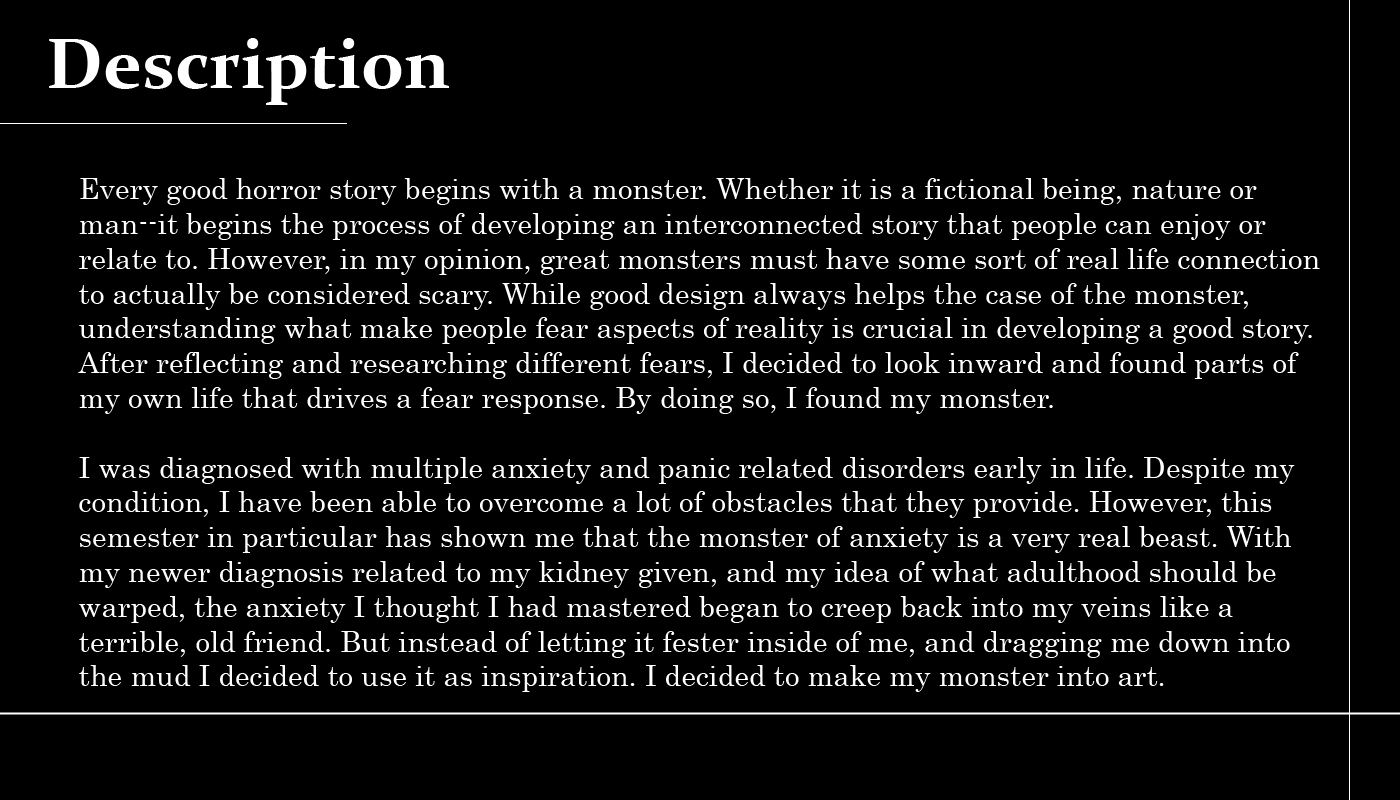 Description
Every good horror story begins with a monster. Whether it is a fictional being, nature or
man--it begins the process of developing an interconnected story that people can enjoy or
relate to. However, in my opinion, great monsters must have some sort of real life connection
to actually be considered scary. While good design always helps the case of the monster,
understanding what make people fear aspects of reality is crucial in developing a good story.
After reflecting and researching different fears, I decided to look inward and found parts of
my own life that drives a fear response. By doing so, I found my monster.
I was diagnosed with multiple anxiety and panic related disorders early in life. Despite my
condition, I have been able to overcome a lot of obstacles that they provide. However, this
semester in particular has shown me that the monster of anxiety is a very real beast. With
my newer diagnosis related to my kidney given, and my idea of what adulthood should be
warped, the anxiety I thought I had mastered began to creep back into my veins like a
terrible, old friend. But instead of letting it fester inside of me, and dragging me down into
the mud I decided to use it as inspiration. I decided to make my monster into art.